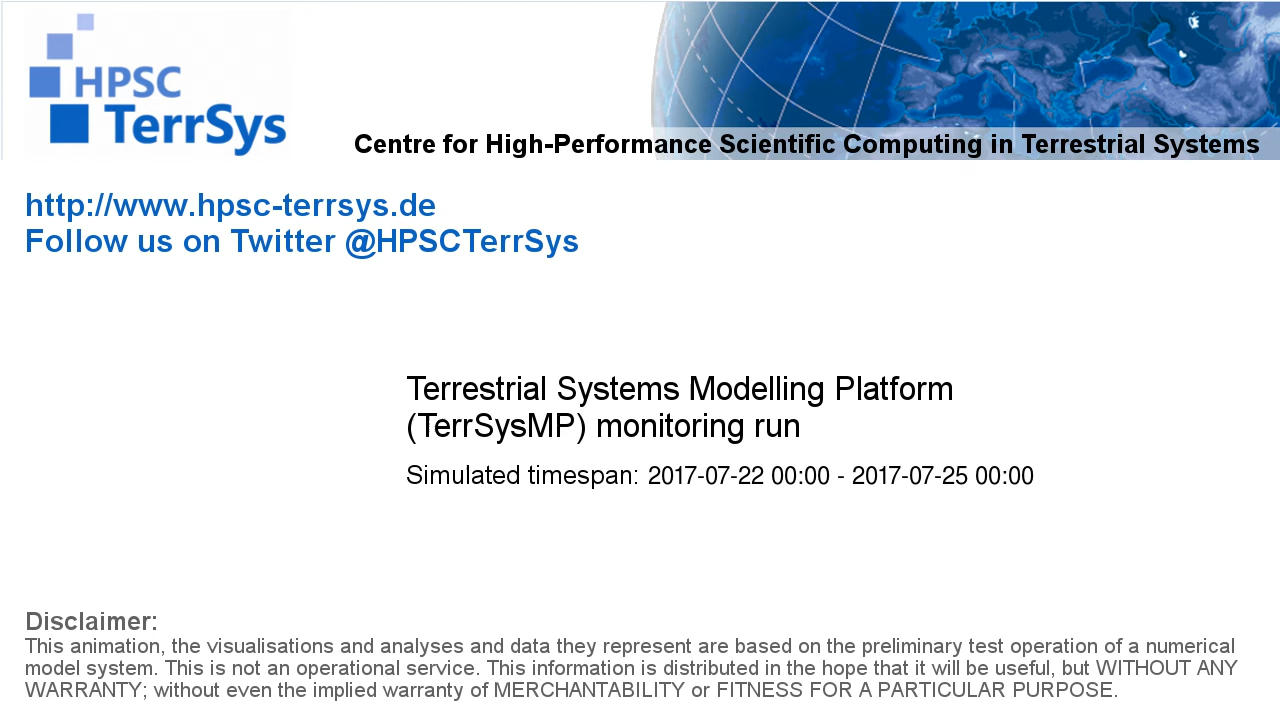 HPSC
TerrSys
Centre for High-Performance Scientific Computing in Terrestrial Systems
http://www.hpsc-terrsys.de
Follow us on Twitter @HPSCTerrSys
Terrestrial Systems Modelling Platform
(TerrSysMP) monitoring run
Simulated timespan: 2017-07-22 00:00 - 2017-07-25 00:00
Disclaimer:
This animation, the visualisations and analyses and data they represent are based on the preliminary test operation of a numerical
model system. This is not an operational service. This information is distributed in the hope that it will be useful, but WITHOUT ANY
WARRANTY; without even the implied warranty of MERCHANTABILITY or FITNESS FOR A PARTICULAR PURPOSE.